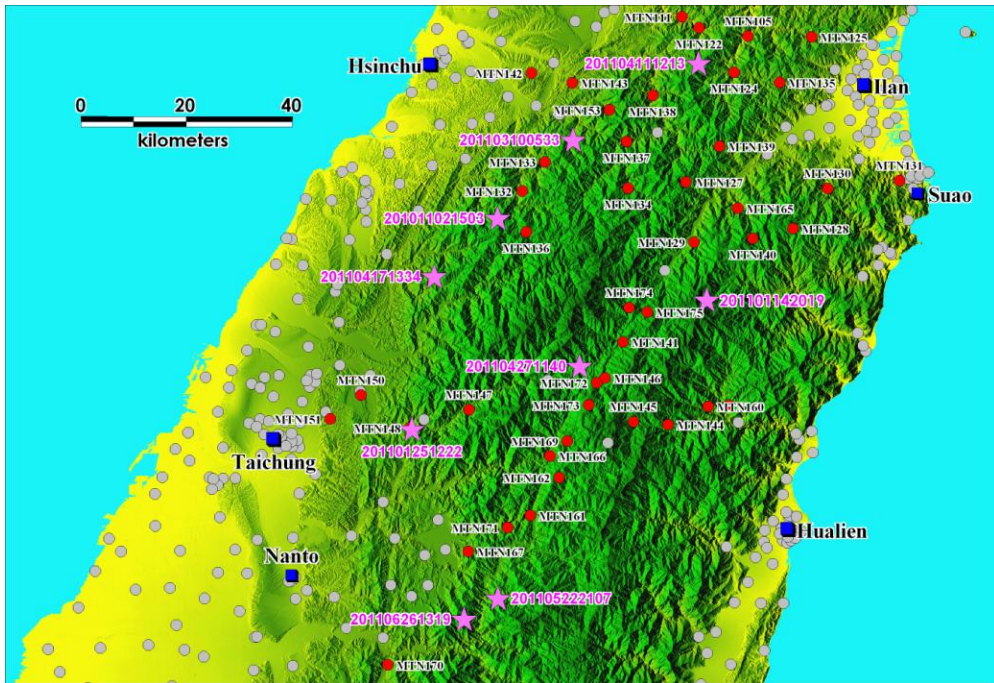 MTN111
MTN105
MTN122
MTN125
Hsinchu
201104111213
MTN142
MTN143
MTN124
MTN135
Ilan
0 20 40
kilometers
MTN153
MTN138
201103100533
MTN137
MTN139
MTN133
MTN132
MTN134
MTN127
MTN130
MTN131
Suao
MTN165
201011021503
MTN136
MTN129
MTN140
MTN128
201104171334
MTN174
201101142019
MTN175
MTN141
201104271140
MTN146
MTN172
MTN150
MTN147
MTN173
MTN145
MTN160
MTN151
MTN148
MTN144
Taichung
201101251222
MTN169
MTN166
MTN162
MTN161
MTN171
Hualien
MTN167
Nanto
201105222107
201106261319
MTN170